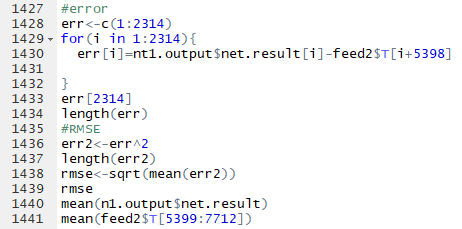 1427 #error
1428 err<-c(1:2314)
1429 for(i in 1:2314){
1430 err[i]=nt1.output$net.result[i]-feed2$T[i+5398]
1431
1432 }
1433 err[2314]
1434 length(err)
1435 #RMSE
1436 err2<-err^2
1437 length(err2)
1438 rmse<-sqrt(mean(err2))
1439 rmse
1440 mean(n1.output$net.result)
1441 mean(feed2$T[5399:7712])